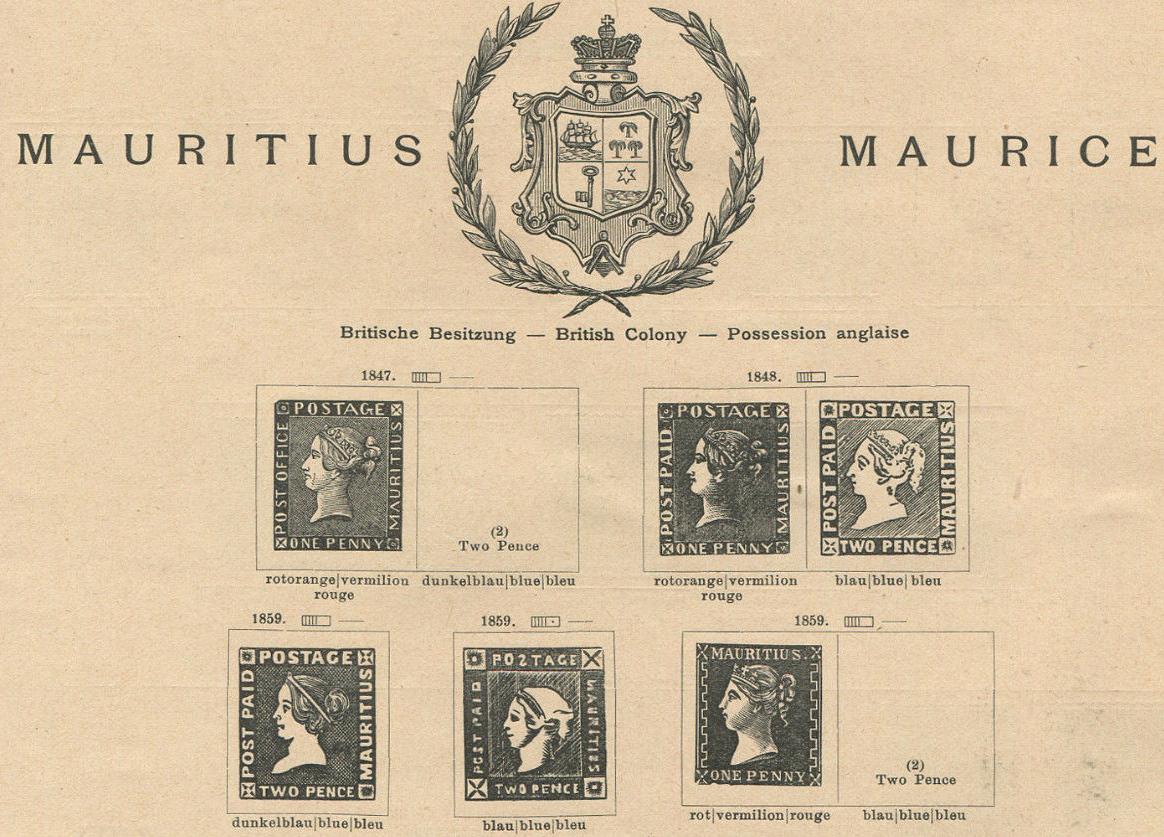 MAURITIUS MAURICE
Britische Besitzung — British Colony — Possession anglaise
1847.
POSTAGE
POST OFFICE
MAURITIUS
ONE PENNY
(2)
Two Pence
rotorange|vermilion
rouge
dunkelblau|blue|bleu
1848.
POSTAGE
POST PAID
MAURITIUS
ONE PENNY
POSTAGE
POST PAID
MAURITIUS
TWO PENCE
rotorange|vermilion
rouge
blau|blue|bleu
1859.
POSTAGE
POST PAID
MAURITIUS
TWO PENCE
dunkelblau|blue|bleu
1859.
POSTAGE
POST PAID
MAURITIUS
TWO PENCE
blau|blue|bleu
1859.
MAURITIUS.
ONE PENNY
(2)
Two Pence
rot|vermilion|rouge
blau|blue|bleu